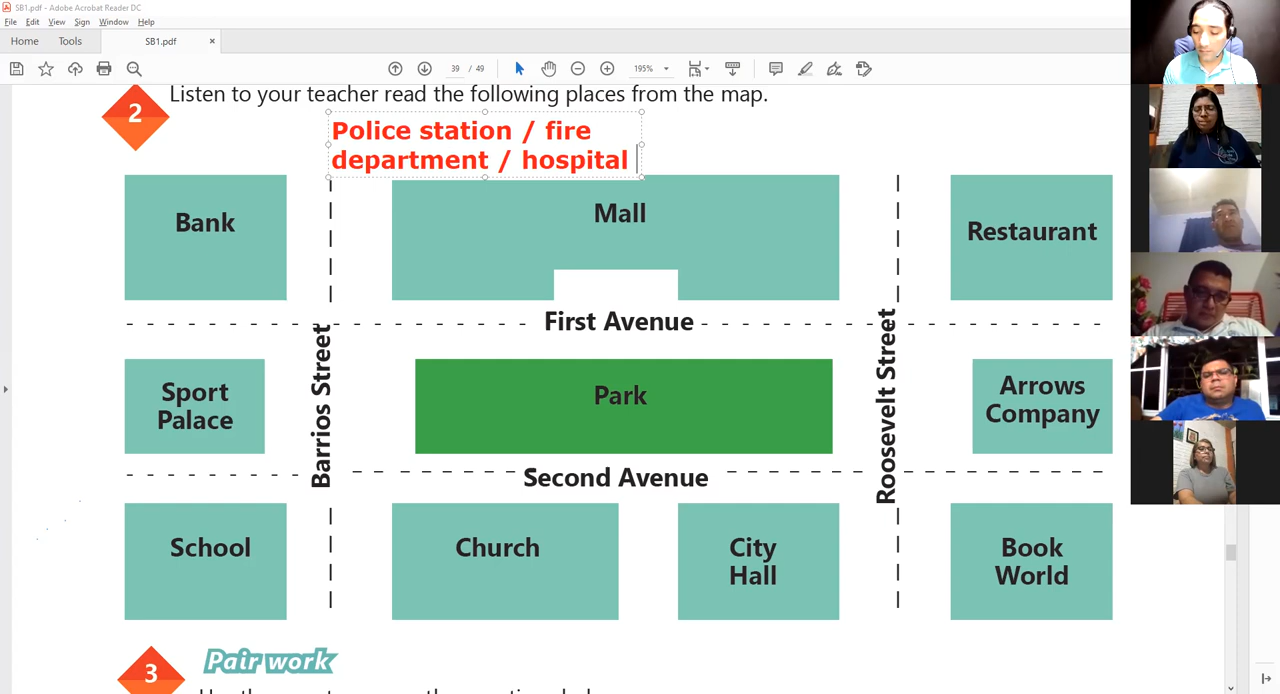 SB1.pdf - Adobe Acrobat Reader DC
File Edit View Sign Window Help
Home Tools SB1.pdf ×
39 / 49 195%
2 Listen to your teacher read the following places from the map.
Police station / fire
department / hospital
Bank
Mall
Restaurant
First Avenue
Barrios Street
Roosevelt Street
Sport
Palace
Park
Arrows
Company
Second Avenue
School
Church
City
Hall
Book
World
3 Pair work